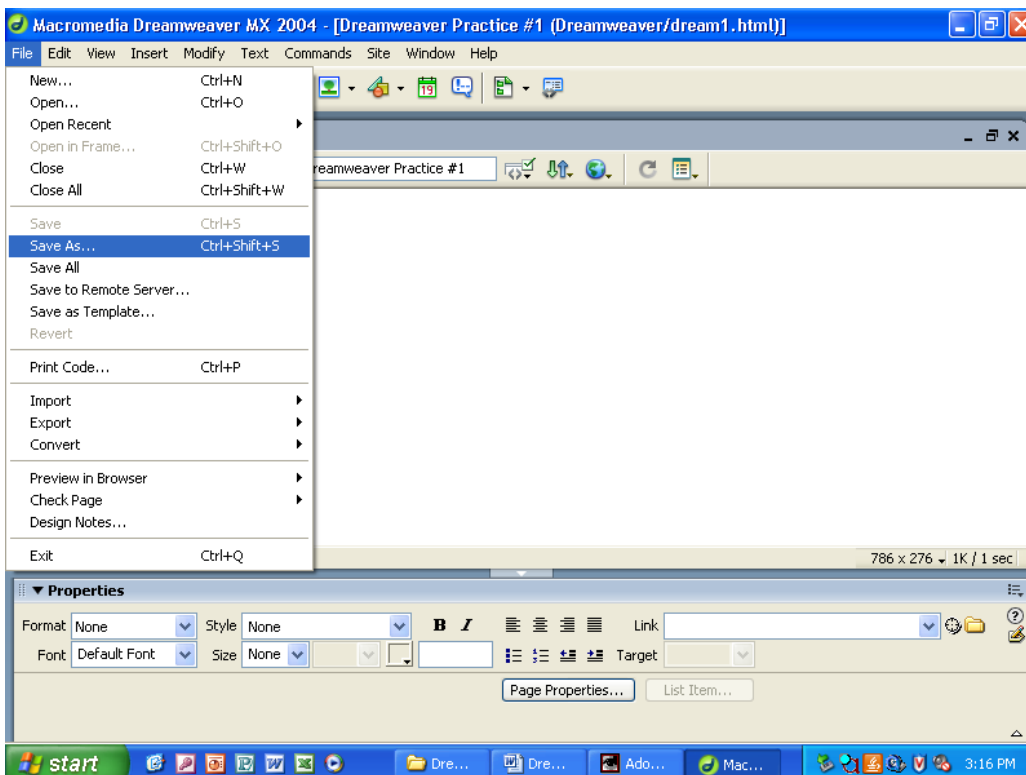 Macromedia Dreamweaver MX 2004 - [Dreamweaver Practice #1 (Dreamweaver/dream1.html)]
File Edit View Insert Modify Text Commands Site Window Help
New... Ctrl+N
Open... Ctrl+O
Open Recent
Open in Frame... Ctrl+Shift+O
Close Ctrl+W
Close All Ctrl+Shift+W
Save Ctrl+S
Save As... Ctrl+Shift+S
Save All
Save to Remote Server...
Save as Template...
Revert
Print Code... Ctrl+P
Import
Export
Convert
Preview in Browser
Check Page
Design Notes...
Exit Ctrl+Q
19
reamweaver Practice #1
786 x 276 1K / 1 sec
Properties
Format None Style None B I Link
Font Default Font Size None Target
Page Properties... List Item...
start Dre... Dre... Ado... Mac... 3:16 PM